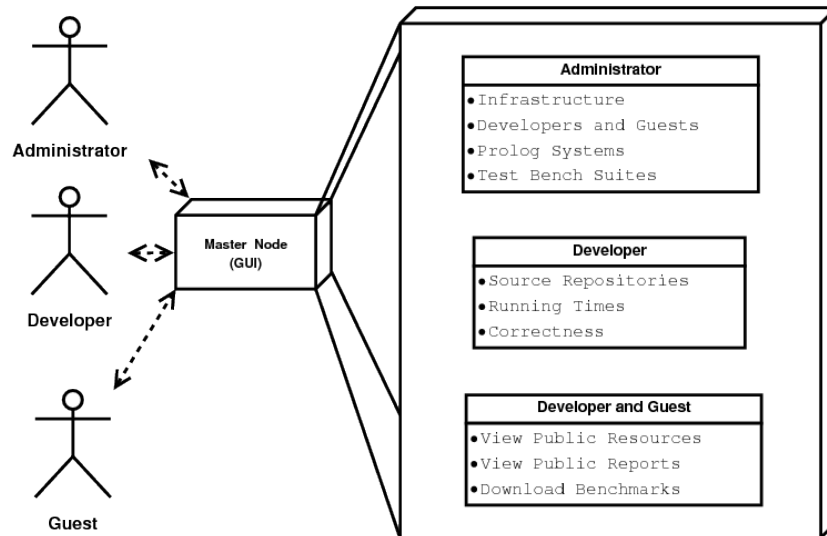 Administrator
Developer
Guest
Master Node
(GUI)
Administrator
•Infrastructure
•Developers and Guests
•Prolog Systems
•Test Bench Suites
Developer
•Source Repositories
•Running Times
•Correctness
Developer and Guest
•View Public Resources
•View Public Reports
•Download Benchmarks